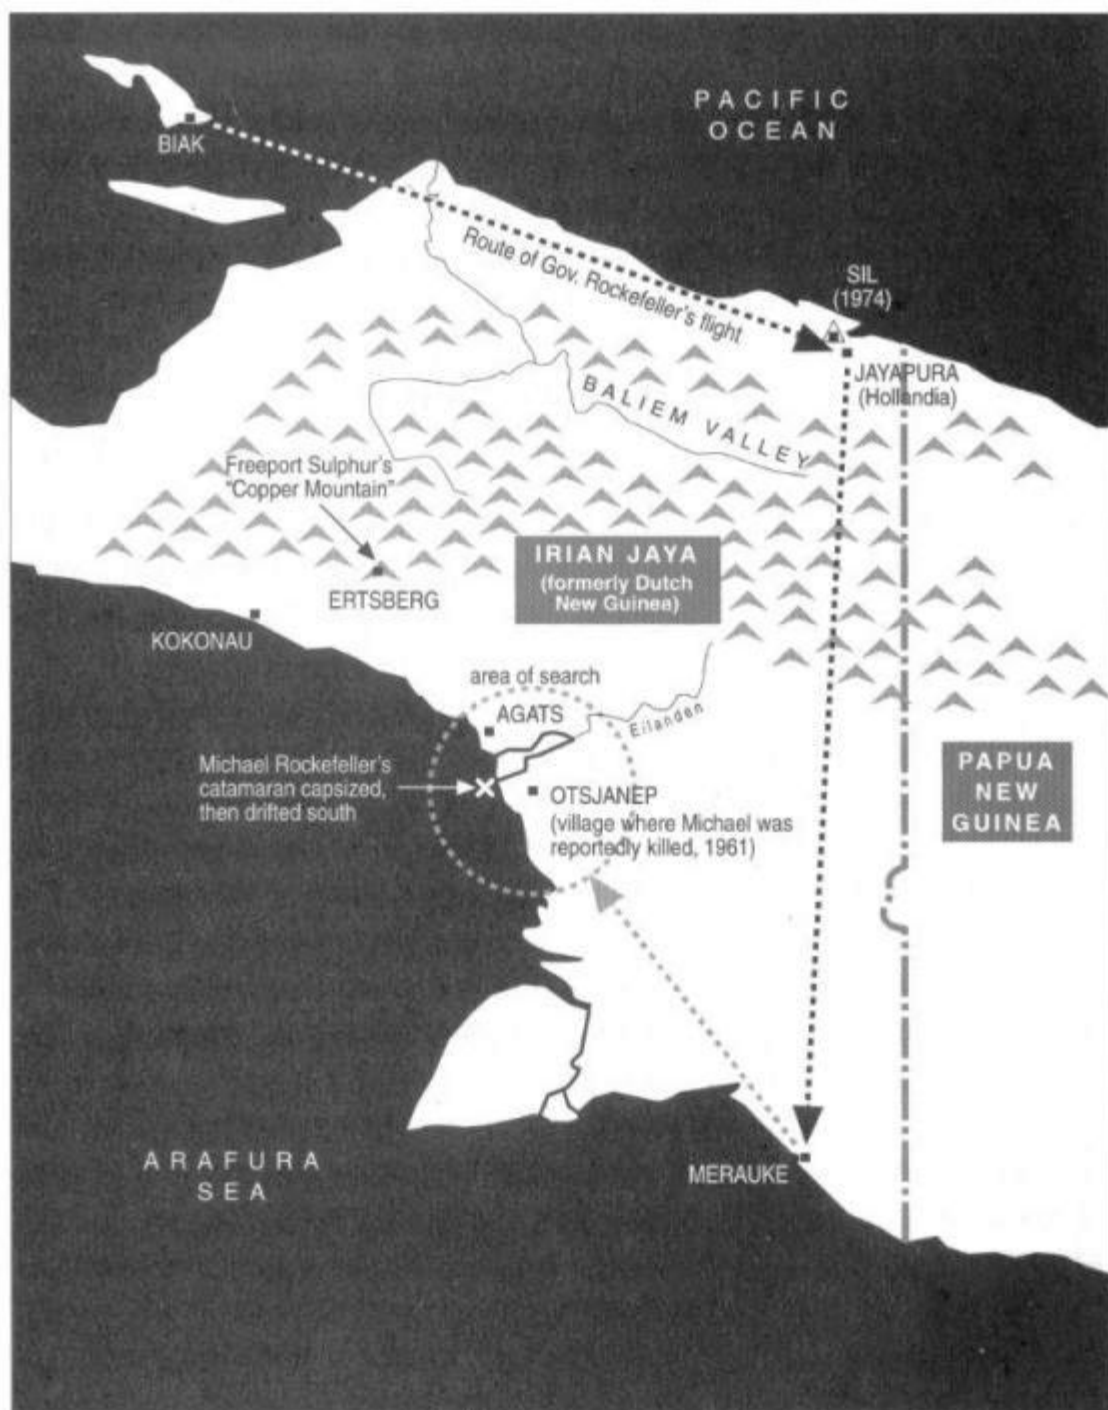 PACIFIC
OCEAN
BIAK
Route of Gov. Rockefeller's flight
SIL
(1974)
JAYAPURA
(Hollandia)
BALIEM VALLEY
Freeport Sulphur's
"Copper Mountain"
IRIAN JAYA
(formerly Dutch
New Guinea)
ERTSBERG
KOKONAU
area of search
AGATS
Eilanden
Michael Rockefeller's
catamaran capsized,
then drifted south
OTSJANEP
(village where Michael was
reportedly killed, 1961)
PAPUA
NEW
GUINEA
ARAFURA
SEA
MERAUKE